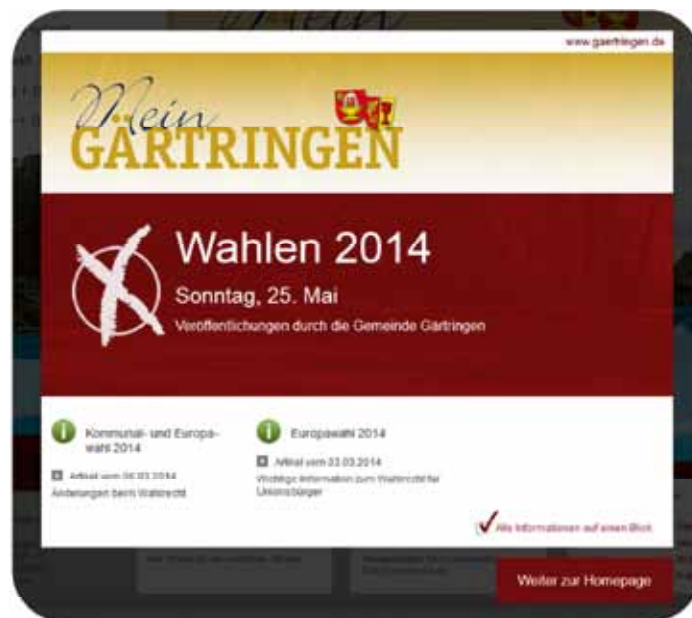 www.gaertringen.de
Mein
GÄRTRINGEN
Wahlen 2014
Sonntag, 25. Mai
Veröffentlichungen durch die Gemeinde Gärtringen
Kommunal- und Europa-
wahl 2014
Artikel vom 06.03.2014
Änderungen beim Wahlrecht
Europawahl 2014
Artikel vom 03.03.2014
Wichtige Information zum Wahlrecht für
Unionsbürger
Alle Informationen auf einen Blick
Weiter zur Homepage